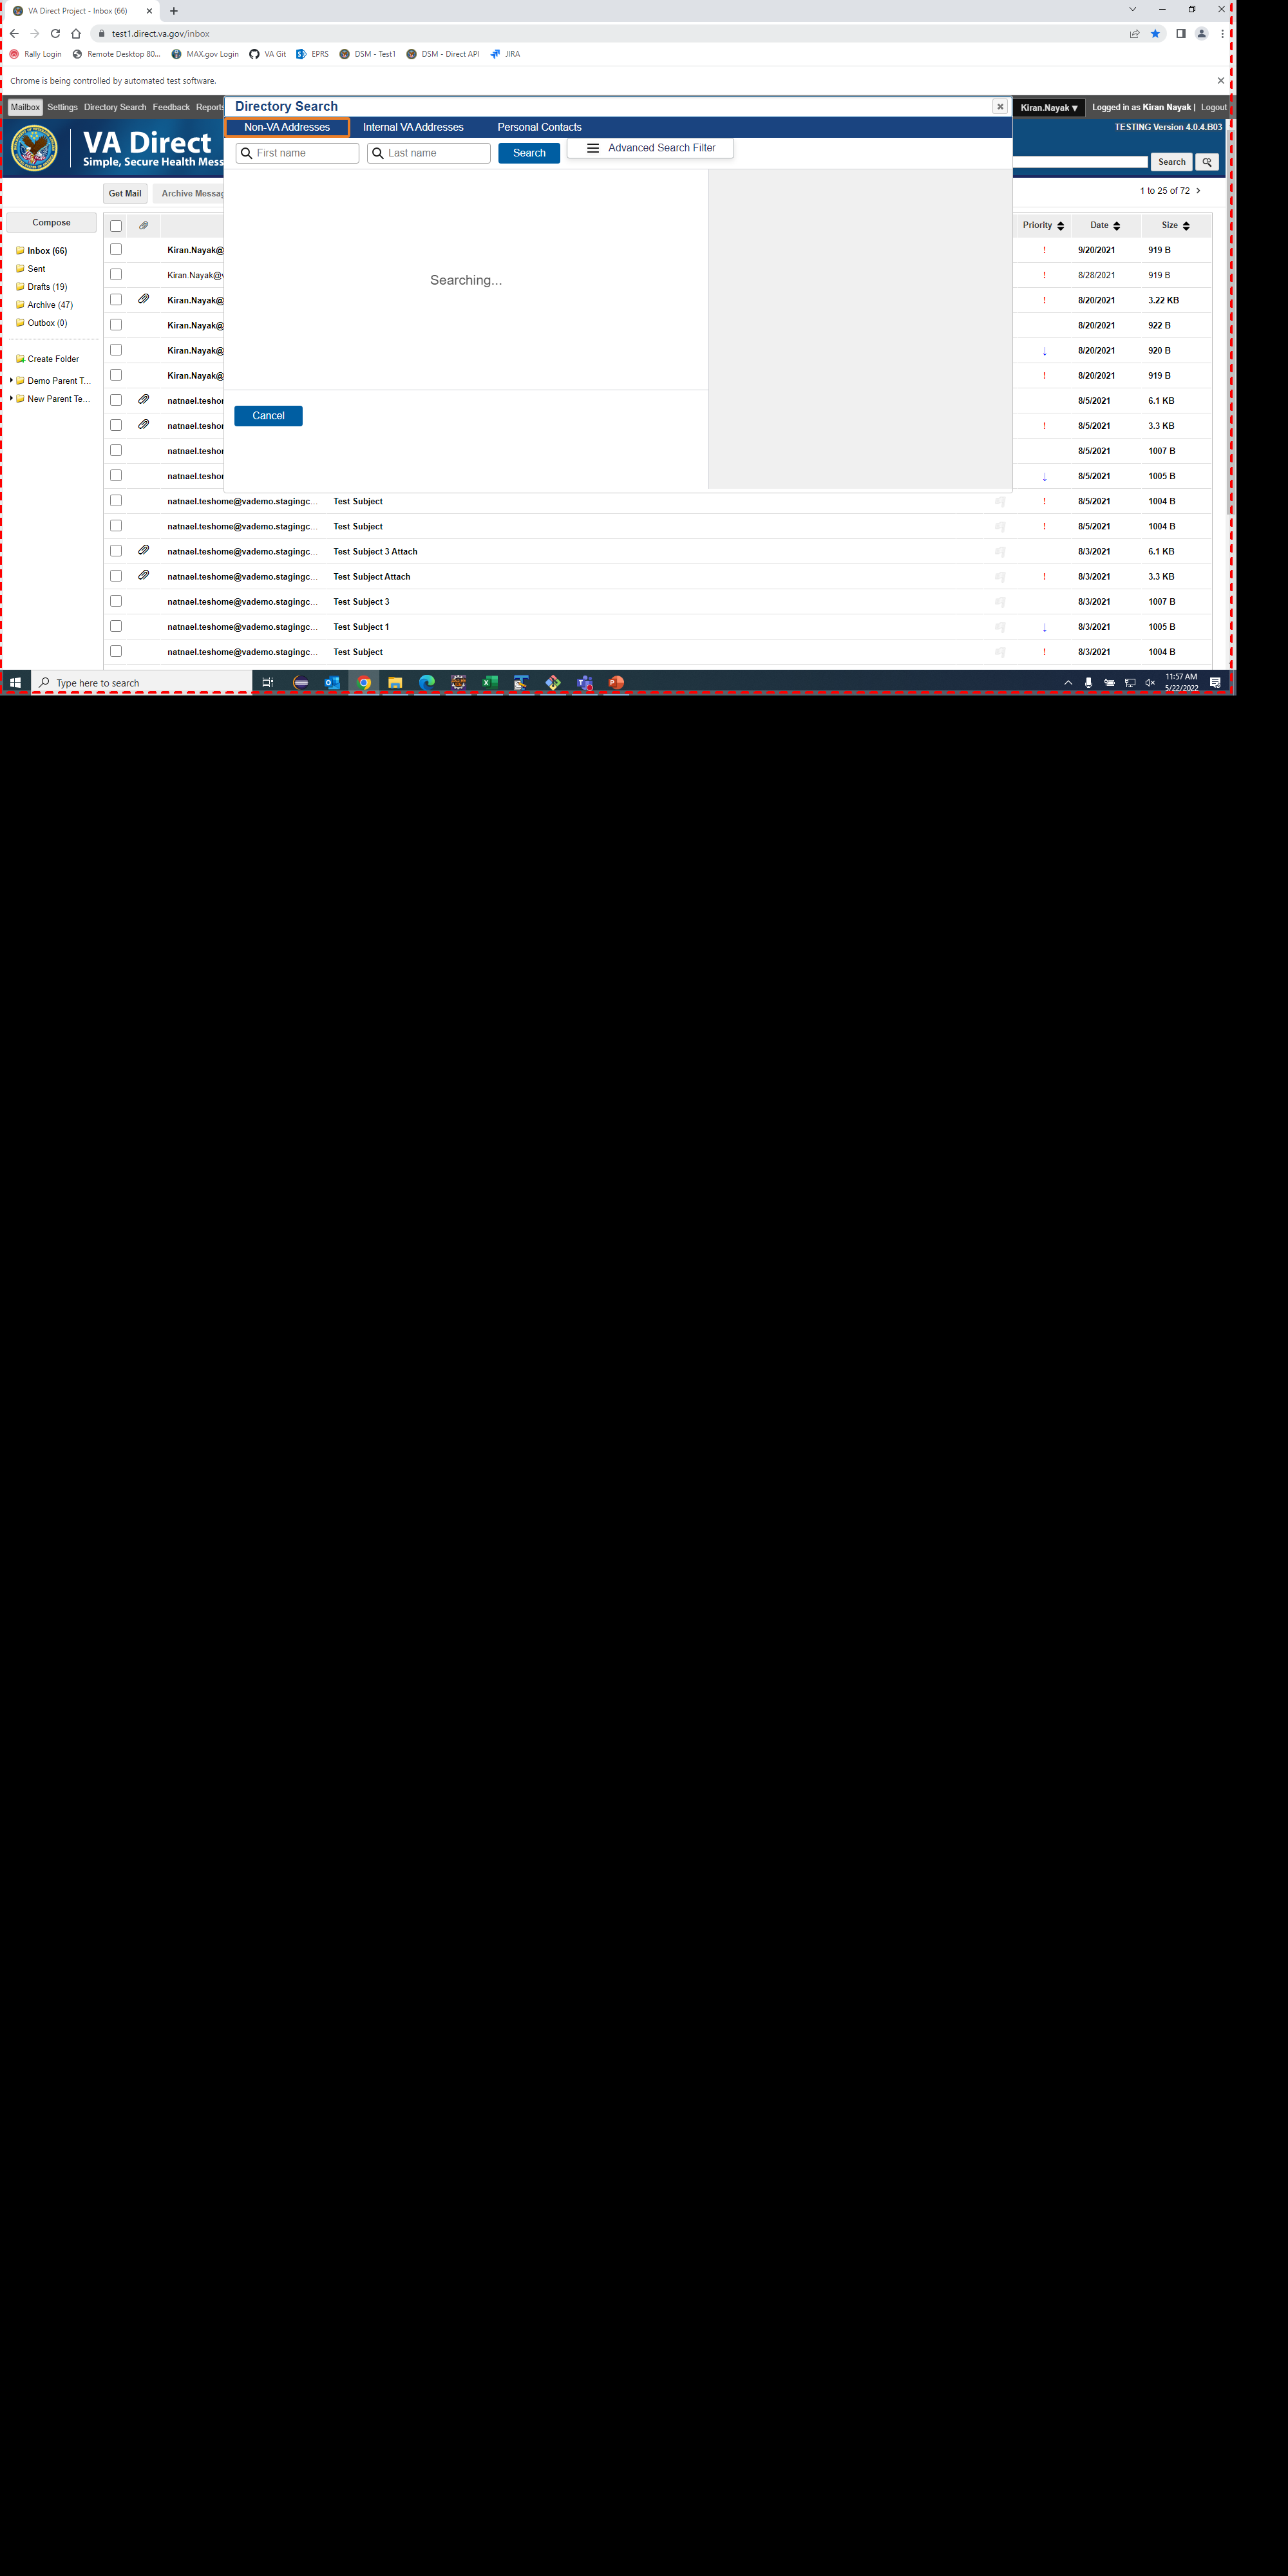 VA Direct Project - Inbox (66)
test1.direct.va.gov/inbox
Rally Login Remote Desktop 80... MAX.gov Login VA Git EPRS DSM - Test1 DSM - Direct API JIRA
Chrome is being controlled by automated test software.
Mailbox Settings Directory Search Feedback Reports Kiran.Nayak ▾ Logged in as Kiran Nayak | Logout
Directory Search
Non-VA Addresses Internal VA Addresses Personal Contacts
TESTING Version 4.0.4.B03
VA Direct
Simple, Secure Health Mess
First name Last name Search Advanced Search Filter
Search
Get Mail Archive Messag
1 to 25 of 72 >
Compose
Priority Date Size
Inbox (66)
Sent
Drafts (19)
Archive (47)
Outbox (0)
Create Folder
Demo Parent T...
New Parent Te...
Searching...
Cancel
Kiran.Nayak@ ! 9/20/2021 919 B
Kiran.Nayak@v ! 8/28/2021 919 B
Kiran.Nayak@ ! 8/20/2021 3.22 KB
Kiran.Nayak@ 8/20/2021 922 B
Kiran.Nayak@ ↓ 8/20/2021 920 B
Kiran.Nayak@ ! 8/20/2021 919 B
natnael.teshor 8/5/2021 6.1 KB
natnael.teshor ! 8/5/2021 3.3 KB
natnael.teshor 8/5/2021 1007 B
natnael.teshor ↓ 8/5/2021 1005 B
natnael.teshome@vademo.stagingc... Test Subject ! 8/5/2021 1004 B
natnael.teshome@vademo.stagingc... Test Subject ! 8/5/2021 1004 B
natnael.teshome@vademo.stagingc... Test Subject 3 Attach 8/3/2021 6.1 KB
natnael.teshome@vademo.stagingc... Test Subject Attach ! 8/3/2021 3.3 KB
natnael.teshome@vademo.stagingc... Test Subject 3 8/3/2021 1007 B
natnael.teshome@vademo.stagingc... Test Subject 1 ↓ 8/3/2021 1005 B
natnael.teshome@vademo.stagingc... Test Subject ! 8/3/2021 1004 B
Type here to search
11:57 AM
5/22/2022